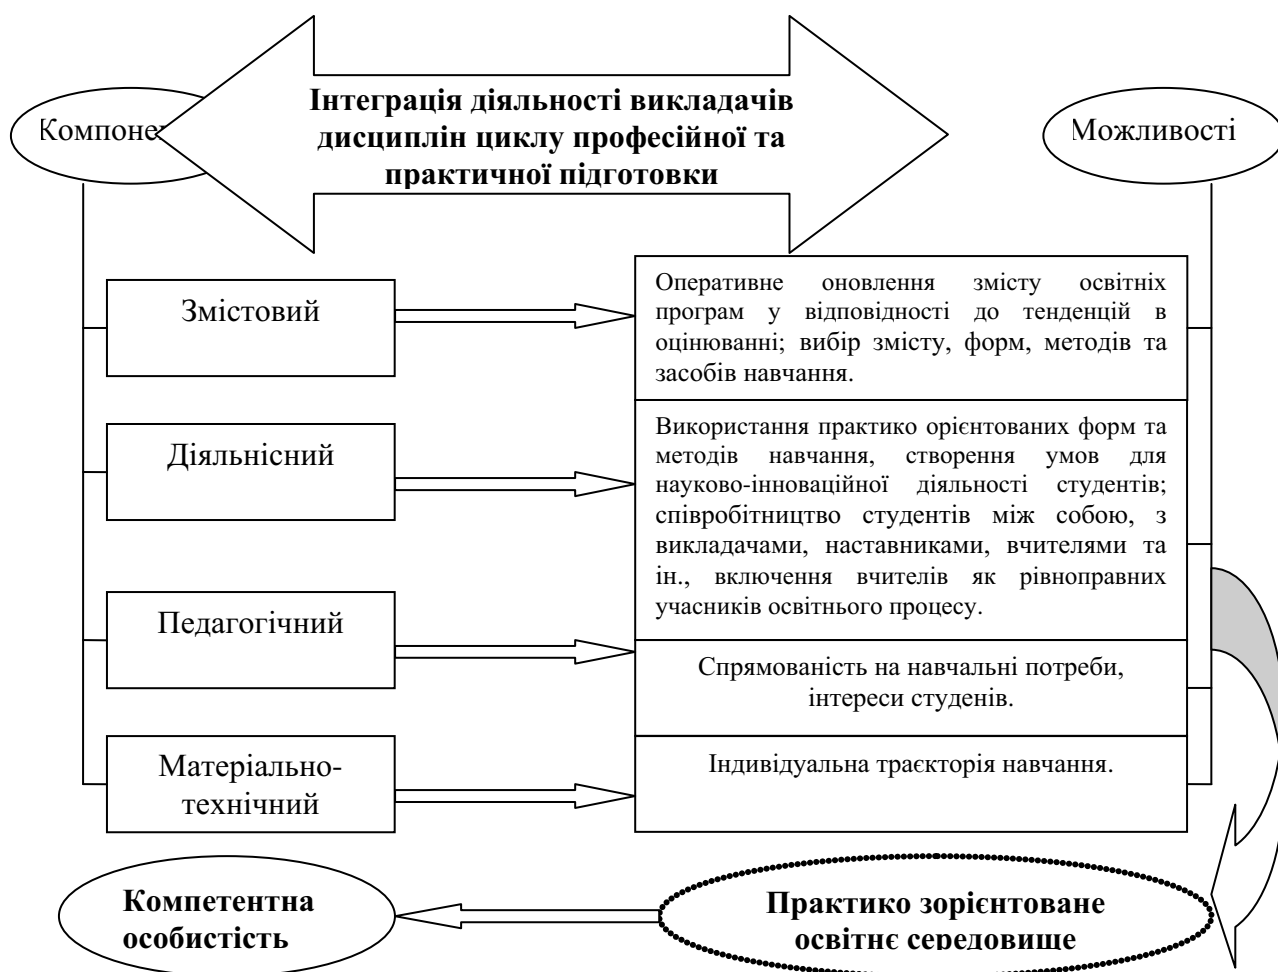 Інтеграція діяльності викладачів
дисциплін циклу професійної та
практичної підготовки
Можливості
Змістовий
Оперативне оновлення змісту освітніх
програм у відповідності до тенденцій в
оцінюванні; вибір змісту, форм, методів та
засобів навчання.
Діяльнісний
Використання практико орієнтованих форм та
методів навчання, створення умов для
науково-інноваційної діяльності студентів;
співробітництво студентів між собою, з
викладачами, наставниками, вчителями та
ін., включення вчителів як рівноправних
учасників освітнього процесу.
Педагогічний
Спрямованість на навчальні потреби,
інтереси студенів.
Матеріально-
технічний
Індивідуальна траєкторія навчання.
Компетентна
особистість
Практико зорієнтоване
освітнє середовище